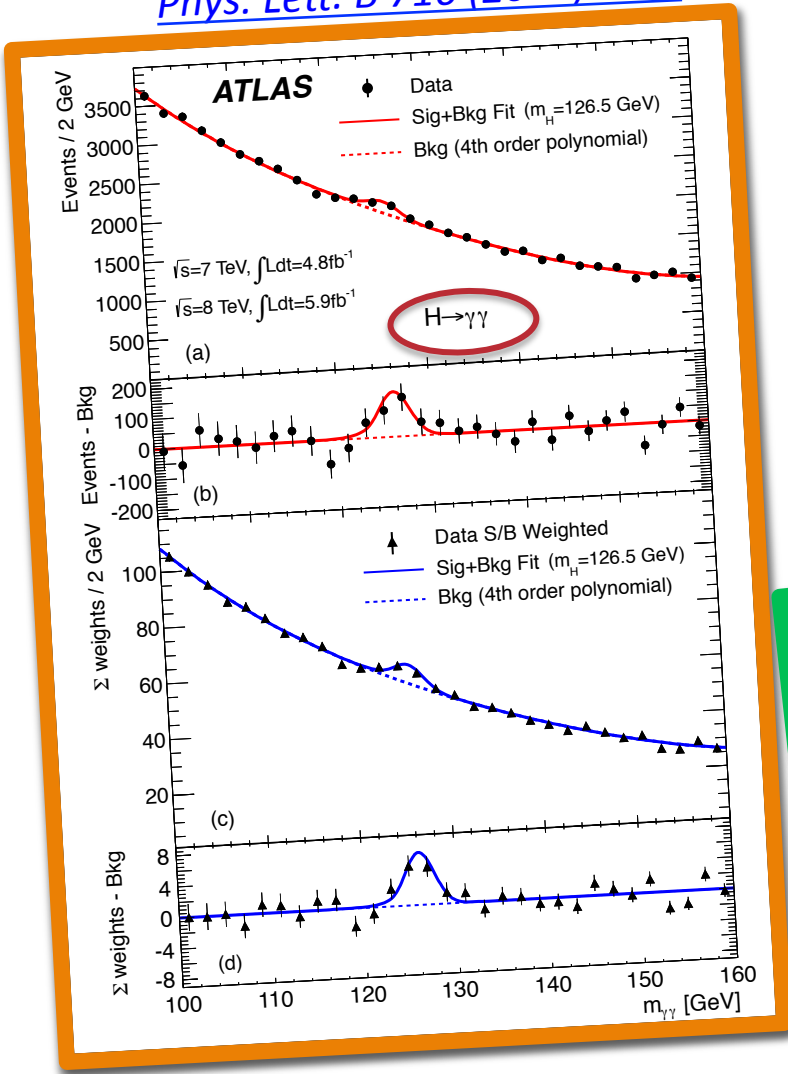 Phys. Lett. B 716
ATLAS
Data
Sig+Bkg Fit (m_H=126.5 GeV)
Bkg (4th order polynomial)
Events / 2 GeV
3500
3000
2500
2000
1500
1000
500
√s=7 TeV, ∫Ldt=4.8fb⁻¹
√s=8 TeV, ∫Ldt=5.9fb⁻¹
H→γγ
(a)
Events - Bkg
200
100
0
-100
-200
(b)
Σ weights / 2 GeV
100
80
60
40
20
Data S/B Weighted
Sig+Bkg Fit (m_H=126.5 GeV)
Bkg (4th order polynomial)
(c)
Σ weights - Bkg
8
4
0
-4
-8
(d)
100 110 120 130 140 150 160
m_γγ [GeV]